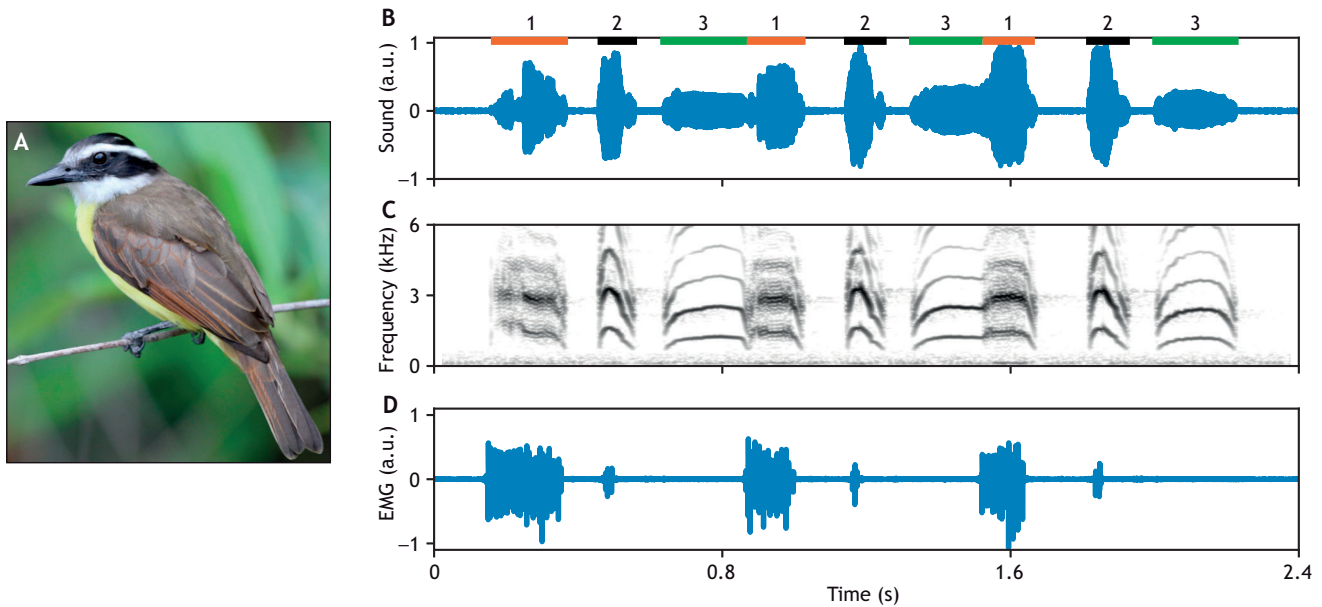 A
B
1 2 3 1 2 3 1 2 3
Sound (a.u.)
1
0
−1
C
Frequency (kHz)
6
3
0
D
EMG (a.u.)
1
0
−1
0 0.8 1.6 2.4
Time (s)